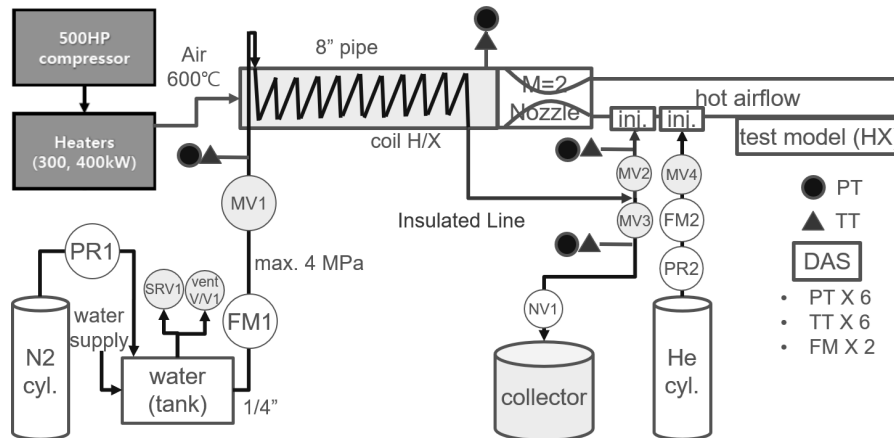 500HP
compressor
Heaters
(300, 400kW)
Air
600℃
8” pipe
coil H/X
M=2
Nozzle
hot airflow
inj.
inj.
test model (HX
MV1
MV2
MV4
MV3
FM2
PR2
Insulated Line
max. 4 MPa
PR1
SRV1
vent
V/V1
FM1
water
supply
N2
cyl.
water
(tank)
1/4”
NV1
collector
He
cyl.
PT
TT
DAS
• PT X 6
• TT X 6
• FM X 2